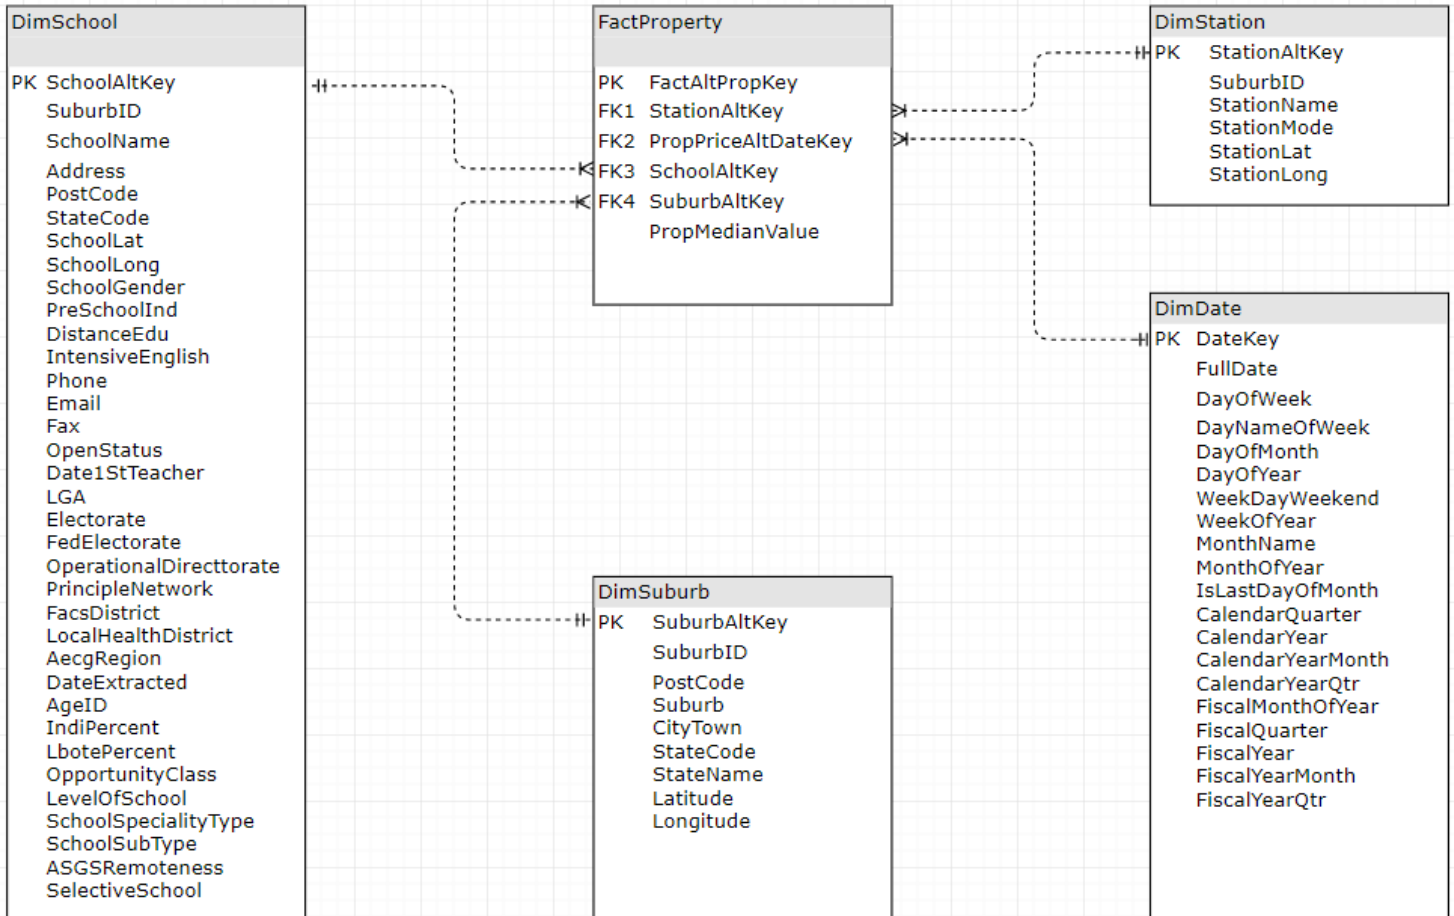 DimSchool
PK SchoolAltKey
SuburbID
SchoolName
Address
PostCode
StateCode
SchoolLat
SchoolLong
SchoolGender
PreSchoolInd
DistanceEdu
IntensiveEnglish
Phone
Email
Fax
OpenStatus
Date1StTeacher
LGA
Electorate
FedElectorate
OperationalDirecttorate
PrincipleNetwork
FacsDistrict
LocalHealthDistrict
AecgRegion
DateExtracted
AgeID
IndiPercent
LbotePercent
OpportunityClass
LevelOfSchool
SchoolSpecialityType
SchoolSubType
ASGSRemoteness
SelectiveSchool
FactProperty
PK FactAltPropKey
FK1 StationAltKey
FK2 PropPriceAltDateKey
FK3 SchoolAltKey
FK4 SuburbAltKey
PropMedianValue
DimSuburb
PK SuburbAltKey
SuburbID
PostCode
Suburb
CityTown
StateCode
StateName
Latitude
Longitude
DimStation
PK StationAltKey
SuburbID
StationName
StationMode
StationLat
StationLong
DimDate
PK DateKey
FullDate
DayOfWeek
DayNameOfWeek
DayOfMonth
DayOfYear
WeekDayWeekend
WeekOfYear
MonthName
MonthOfYear
IsLastDayOfMonth
CalendarQuarter
CalendarYear
CalendarYearMonth
CalendarYearQtr
FiscalMonthOfYear
FiscalQuarter
FiscalYear
FiscalYearMonth
FiscalYearQtr